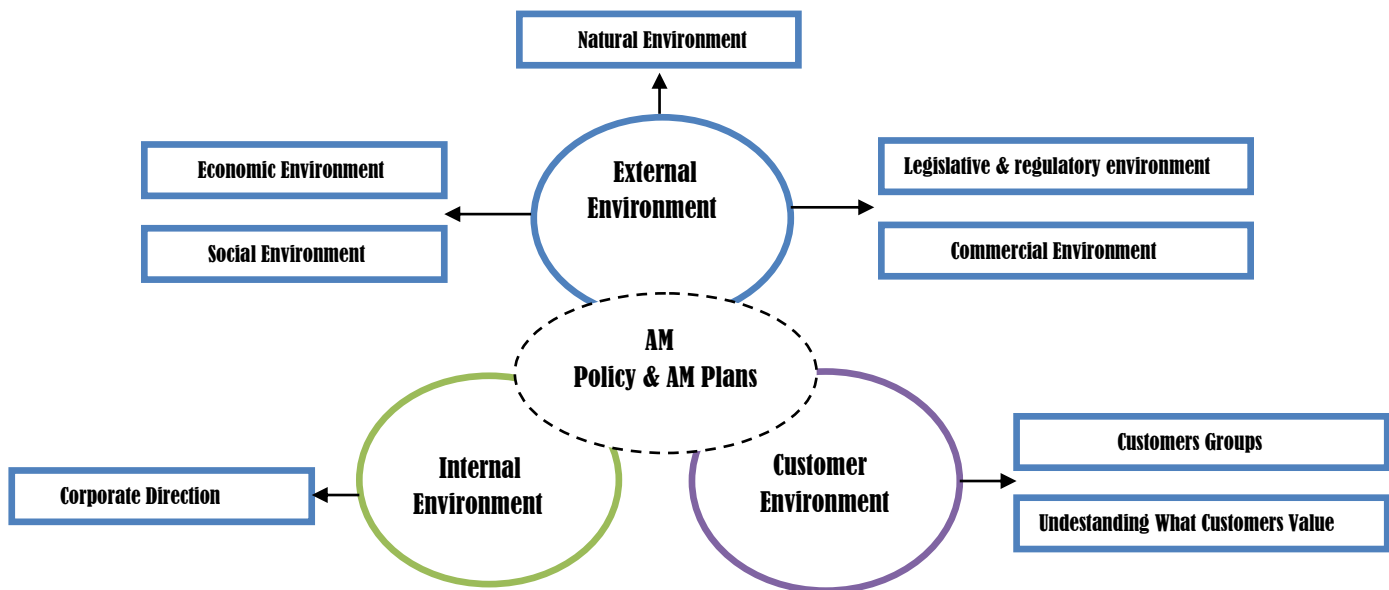 Natural Environment
Economic Environment
Social Environment
External
Environment
Legislative & regulatory environment
Commercial Environment
AM
Policy & AM Plans
Corporate Direction
Internal
Environment
Customer
Environment
Customers Groups
Undestanding What Customers Value